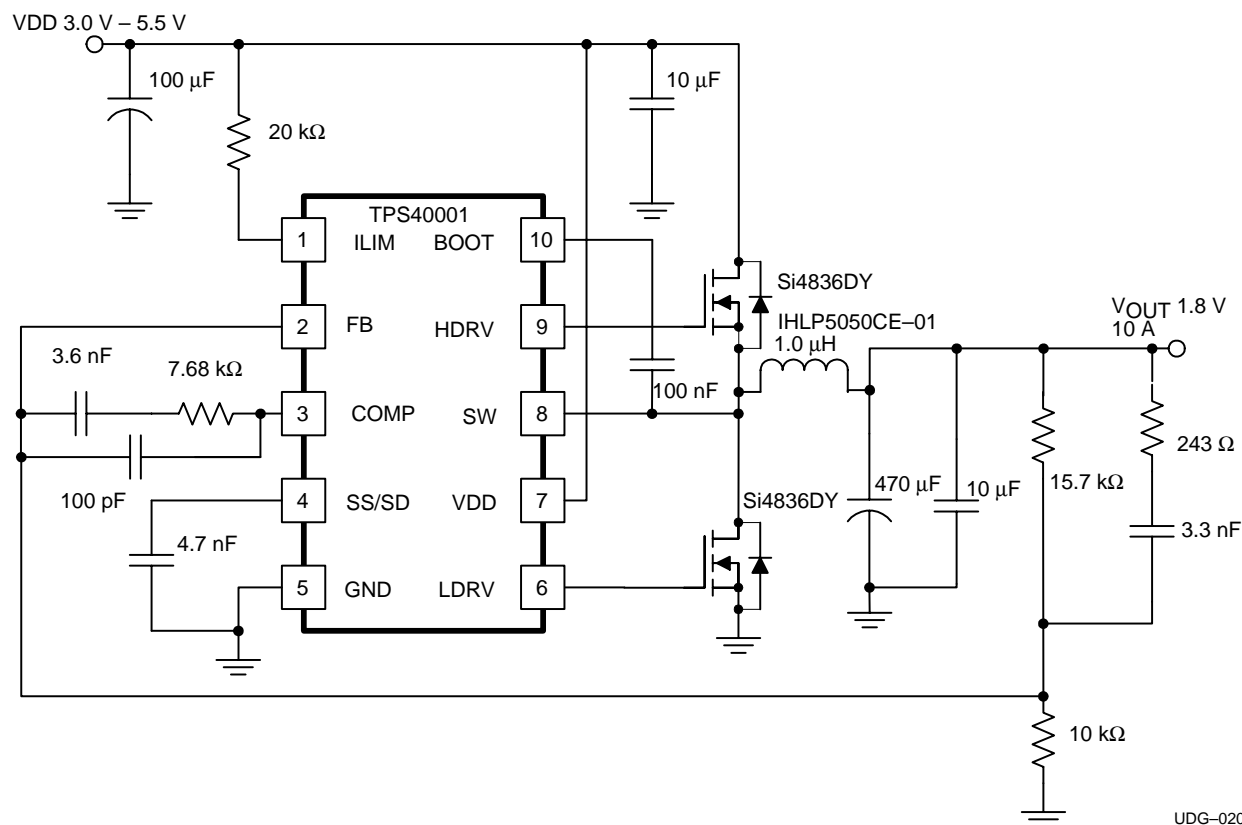 VDD 3.0 V – 5.5 V
100 µF
10 µF
20 kΩ
TPS40001
1
ILIM
BOOT
10
Si4836DY
2
FB
HDRV
9
IHLP5050CE–01
1.0 µH
VOUT 1.8 V
10 A
3.6 nF
7.68 kΩ
100 nF
3
COMP
SW
8
243 Ω
100 pF
4
SS/SD
VDD
7
Si4836DY
470 µF
10 µF
15.7 kΩ
3.3 nF
4.7 nF
5
GND
LDRV
6
10 kΩ
UDG–020